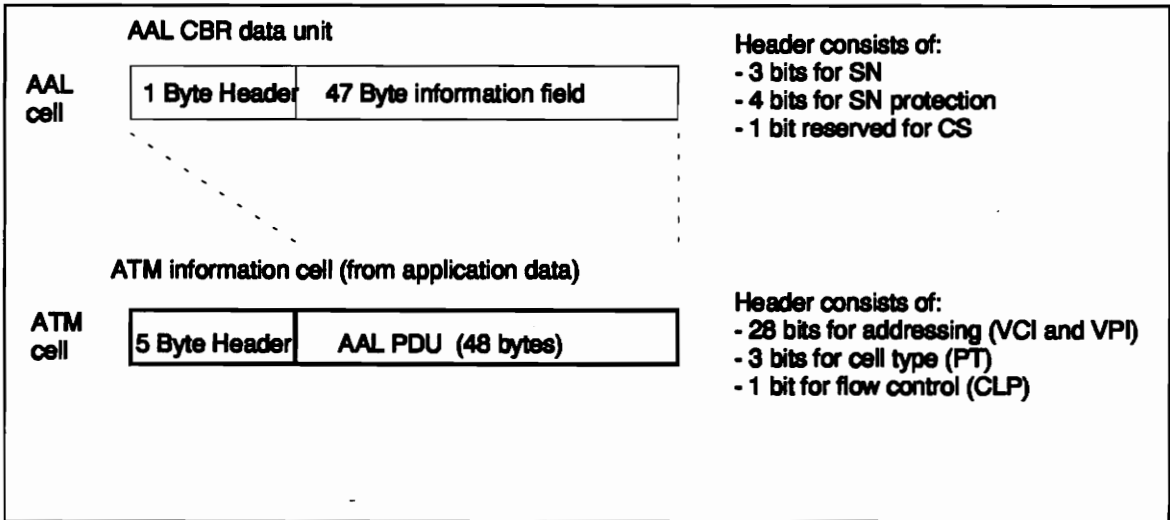 AAL CBR data unit
AAL
cell
1 Byte Header
47 Byte information field
Header consists of:
- 3 bits for SN
- 4 bits for SN protection
- 1 bit reserved for CS
ATM information cell (from application data)
ATM
cell
5 Byte Header
AAL PDU (48 bytes)
Header consists of:
- 28 bits for addressing (VCI and VPI)
- 3 bits for cell type (PT)
- 1 bit for flow control (CLP)